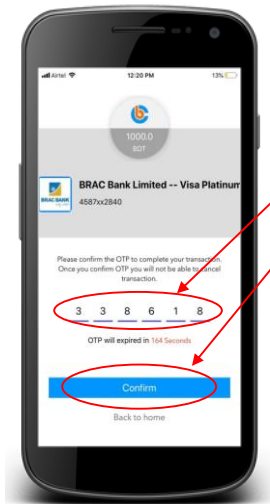 Airtel 12:20 PM 13%
1000.0
BDT
BRAC Bank Limited -- Visa Platinum
BRAC BANK
4587xx2840
Please confirm the OTP to complete your transaction.
Once you confirm OTP you will not be able to cancel
transaction.
3 3 8 6 1 8
OTP will expired in 164 Seconds
Confirm
Back to home